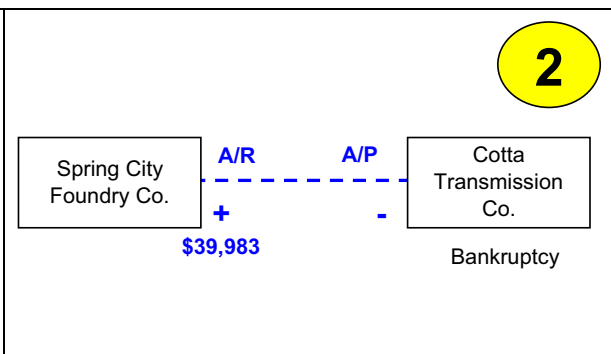 2
Spring City
Foundry Co.
A/R
A/P
Cotta
Transmission
Co.
+
-
$39,983
Bankruptcy